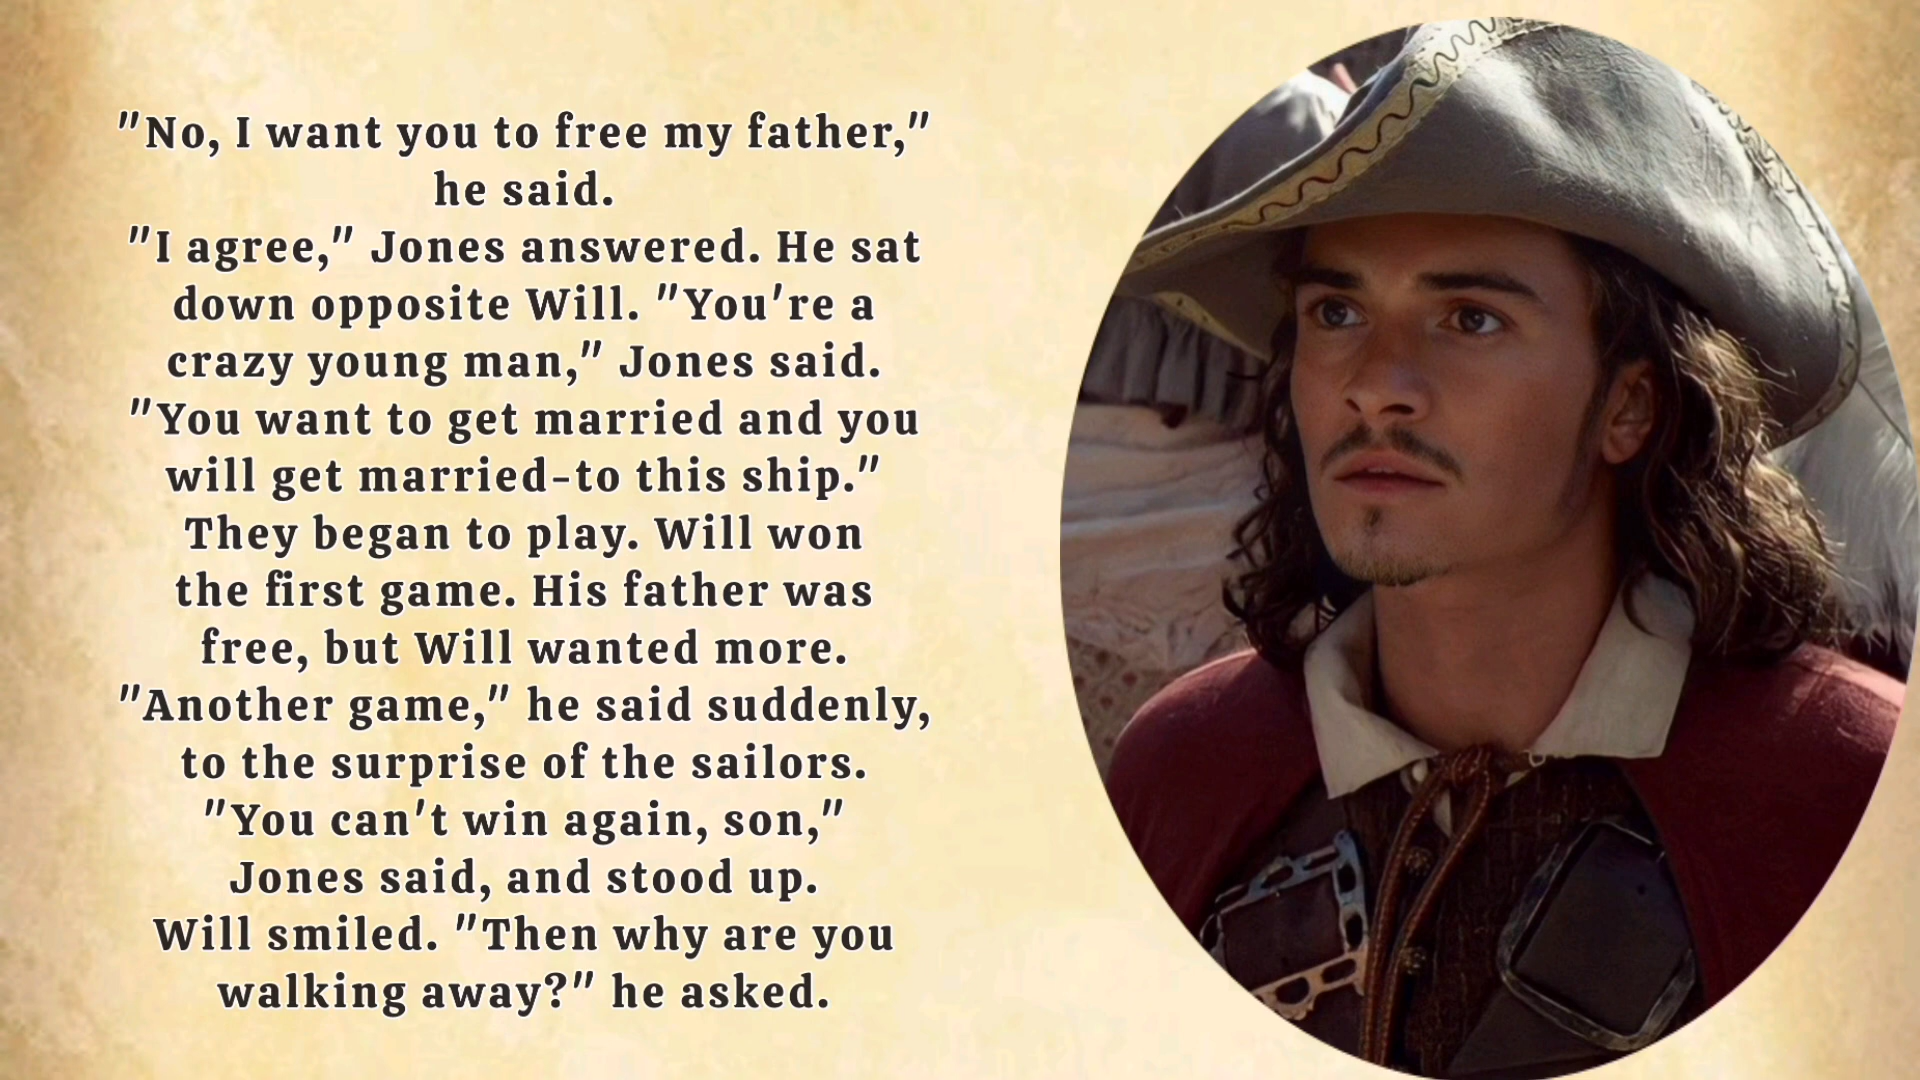 "No, I want you to free my father,"
he said.
"I agree," Jones answered. He sat
down opposite Will. "You're a
crazy young man," Jones said.
"You want to get married and you
will get married-to this ship."
They began to play. Will won
the first game. His father was
free, but Will wanted more.
"Another game," he said suddenly,
to the surprise of the sailors.
"You can't win again, son,"
Jones said, and stood up.
Will smiled. "Then why are you
walking away?" he asked.